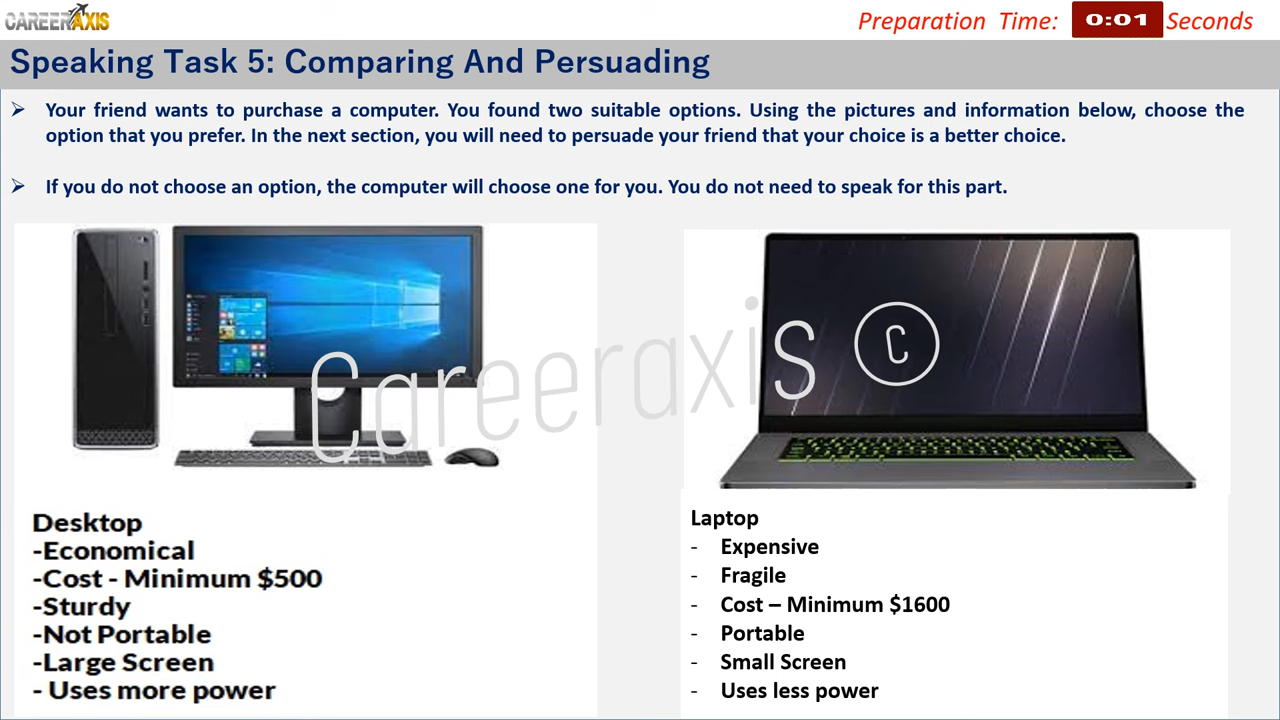 CAREERAXIS
Preparation Time: 0:01 Seconds
Speaking Task 5: Comparing And Persuading
➢ Your friend wants to purchase a computer. You found two suitable options. Using the pictures and information below, choose the
option that you prefer. In the next section, you will need to persuade your friend that your choice is a better choice.
➢ If you do not choose an option, the computer will choose one for you. You do not need to speak for this part.
Careeraxis ©
Desktop
-Economical
-Cost - Minimum $500
-Sturdy
-Not Portable
-Large Screen
- Uses more power
Laptop
- Expensive
- Fragile
- Cost – Minimum $1600
- Portable
- Small Screen
- Uses less power